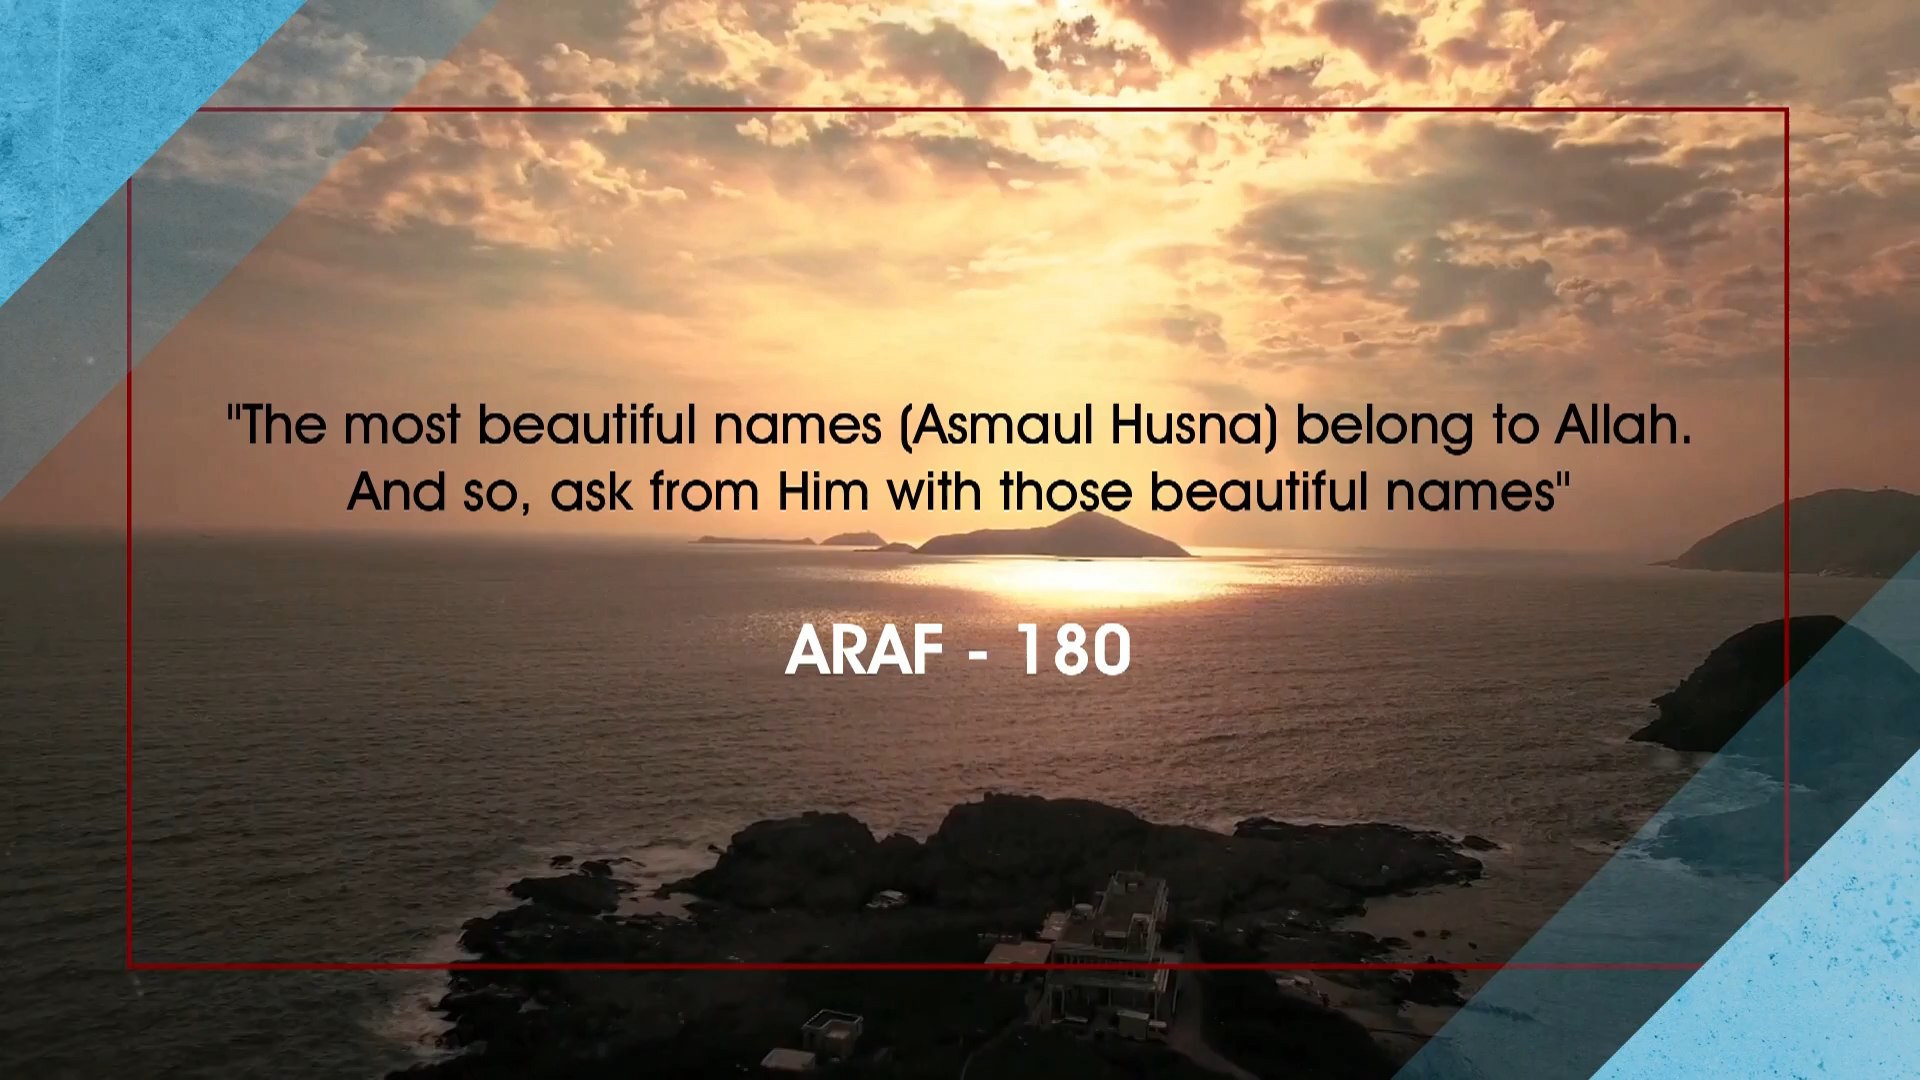 "The most beautiful names (Asmaul Husna) belong to Allah.
And so, ask from Him with those beautiful names"
ARAF - 180